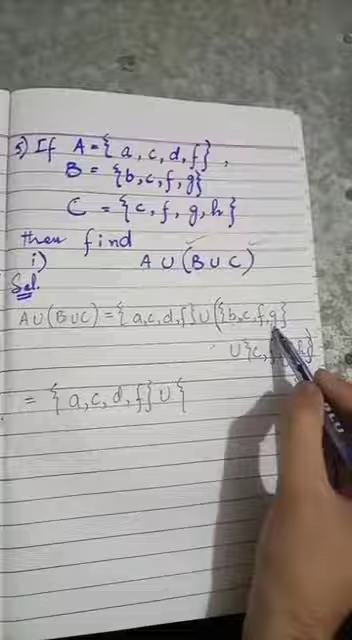 5) If A = { a, c, d, f } ,
B = { b, c, f, g }
C = { c, f, g, h }
then find
i) A ∪ ( B ∪ C )
Sol.
A ∪ ( B ∪ C ) = { a, c, d, f } ∪ ( { b, c, f, g }
∪ { c,
= { a, c, d, f } ∪ {